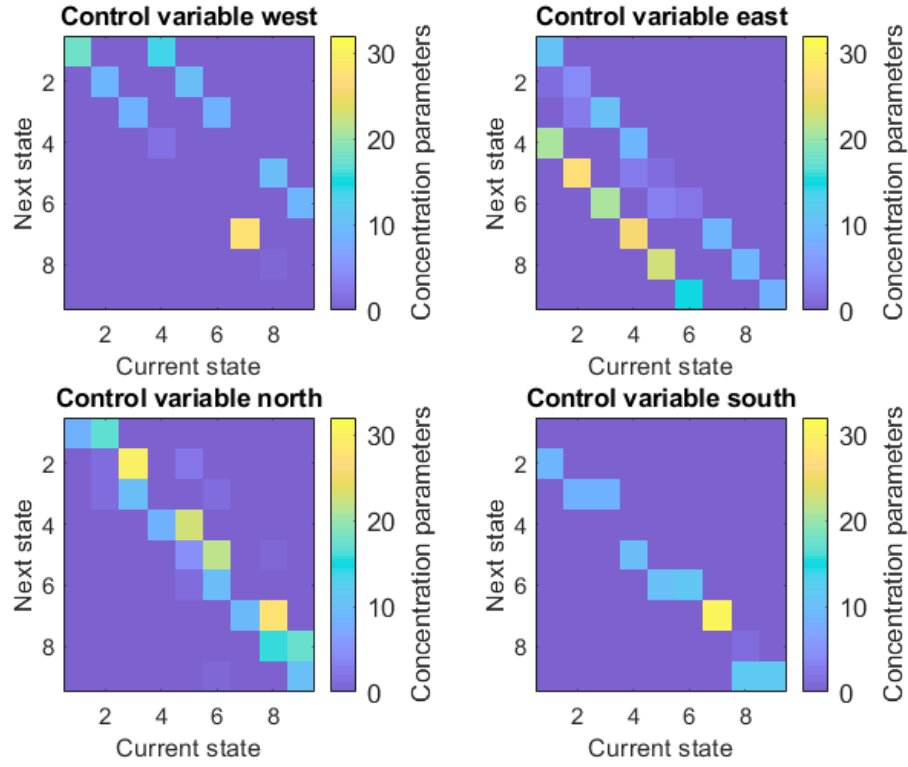 Control variable west
2
4
6
8
Next state
2 4 6 8
Current state
30
20
10
0
Concentration parameters
Control variable east
2
4
6
8
Next state
2 4 6 8
Current state
30
20
10
0
Concentration parameters
Control variable north
2
4
6
8
Next state
2 4 6 8
Current state
30
20
10
0
Concentration parameters
Control variable south
2
4
6
8
Next state
2 4 6 8
Current state
30
20
10
0
Concentration parameters